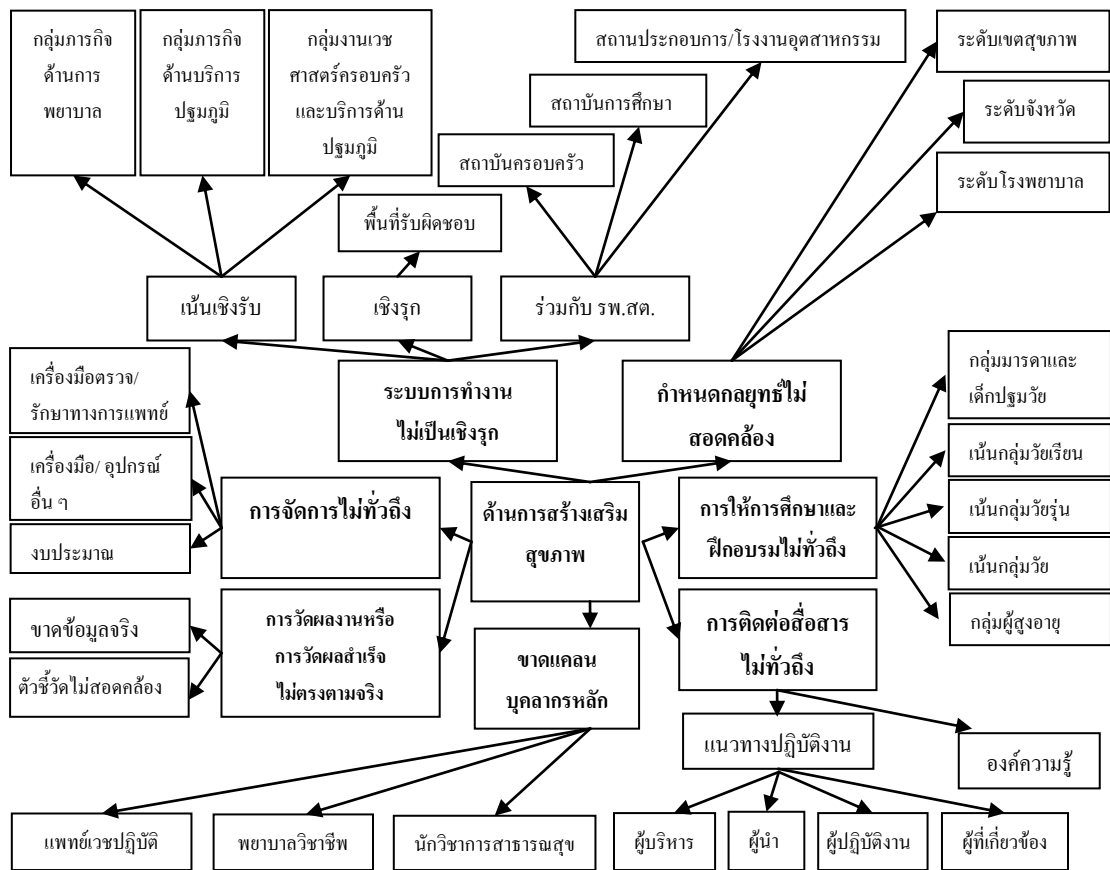 กลุ่มภารกิจ
ด้านการ
พยาบาล
กลุ่มภารกิจ
ด้านบริการ
ปฐมภูมิ
กลุ่มงานเวช
ศาสตร์ครอบครัว
และบริการด้าน
ปฐมภูมิ
สถานประกอบการ/โรงงานอุตสาหกรรม
สถาบันการศึกษา
สถาบันครอบครัว
ระดับเขตสุขภาพ
ระดับจังหวัด
ระดับโรงพยาบาล
พื้นที่รับผิดชอบ
เน้นเชิงรับ
เชิงรุก
ร่วมกับ รพ.สต.
ระบบการทำงาน
ไม่เป็นเชิงรุก
กำหนดกลยุทธ์ไม่
สอดคล้อง
เครื่องมือตรวจ/
รักษาทางการแพทย์
เครื่องมือ/ อุปกรณ์
อื่น ๆ
งบประมาณ
การจัดการไม่ทั่วถึง
ด้านการสร้างเสริม
สุขภาพ
การให้การศึกษาและ
ฝึกอบรมไม่ทั่วถึง
กลุ่มมารดาและ
เด็กปฐมวัย
เน้นกลุ่มวัยเรียน
เน้นกลุ่มวัยรุ่น
เน้นกลุ่มวัย
กลุ่มผู้สูงอายุ
ขาดข้อมูลจริง
ตัวชี้วัดไม่สอดคล้อง
การวัดผลงานหรือ
การวัดผลสำเร็จ
ไม่ตรงตามจริง
ขาดแคลน
บุคลากรหลัก
การติดต่อสื่อสาร
ไม่ทั่วถึง
แนวทางปฏิบัติงาน
องค์ความรู้
แพทย์เวชปฏิบัติ
พยาบาลวิชาชีพ
นักวิชาการสาธารณสุข
ผู้บริหาร
ผู้นำ
ผู้ปฏิบัติงาน
ผู้ที่เกี่ยวข้อง